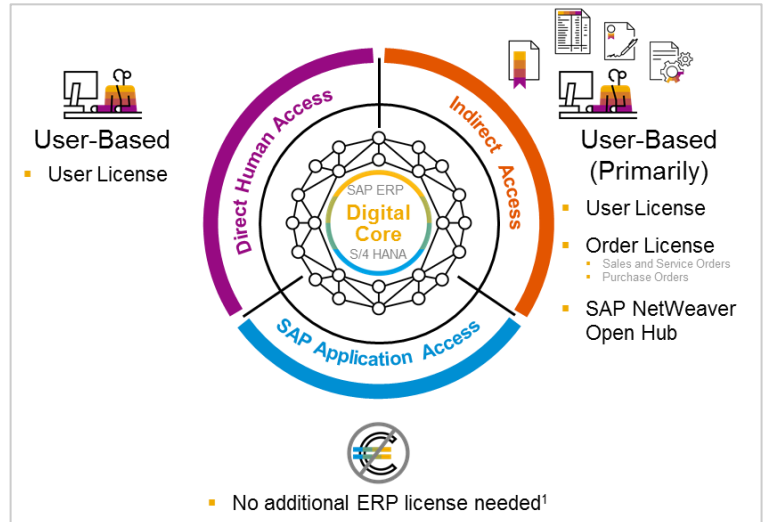 User-Based
User License
Direct Human Access
Indirect Access
SAP ERP
Digital
Core
S/4 HANA
SAP Application Access
User-Based
(Primarily)
User License
Order License
Sales and Service Orders
Purchase Orders
SAP NetWeaver
Open Hub
€
No additional ERP license needed¹